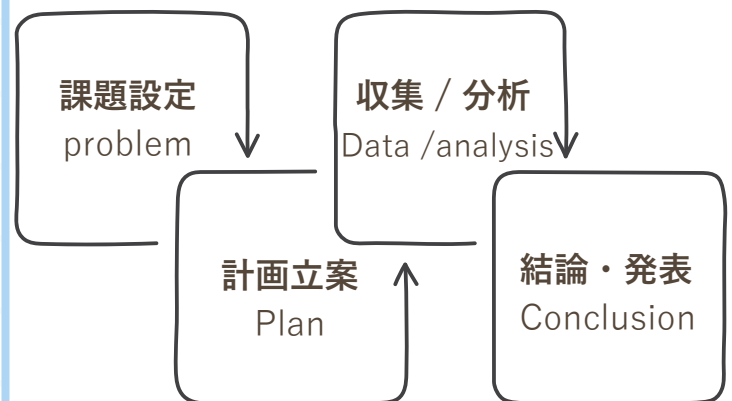 課題設定
problem
計画立案
Plan
収集 / 分析
Data /analysis
結論・発表
Conclusion